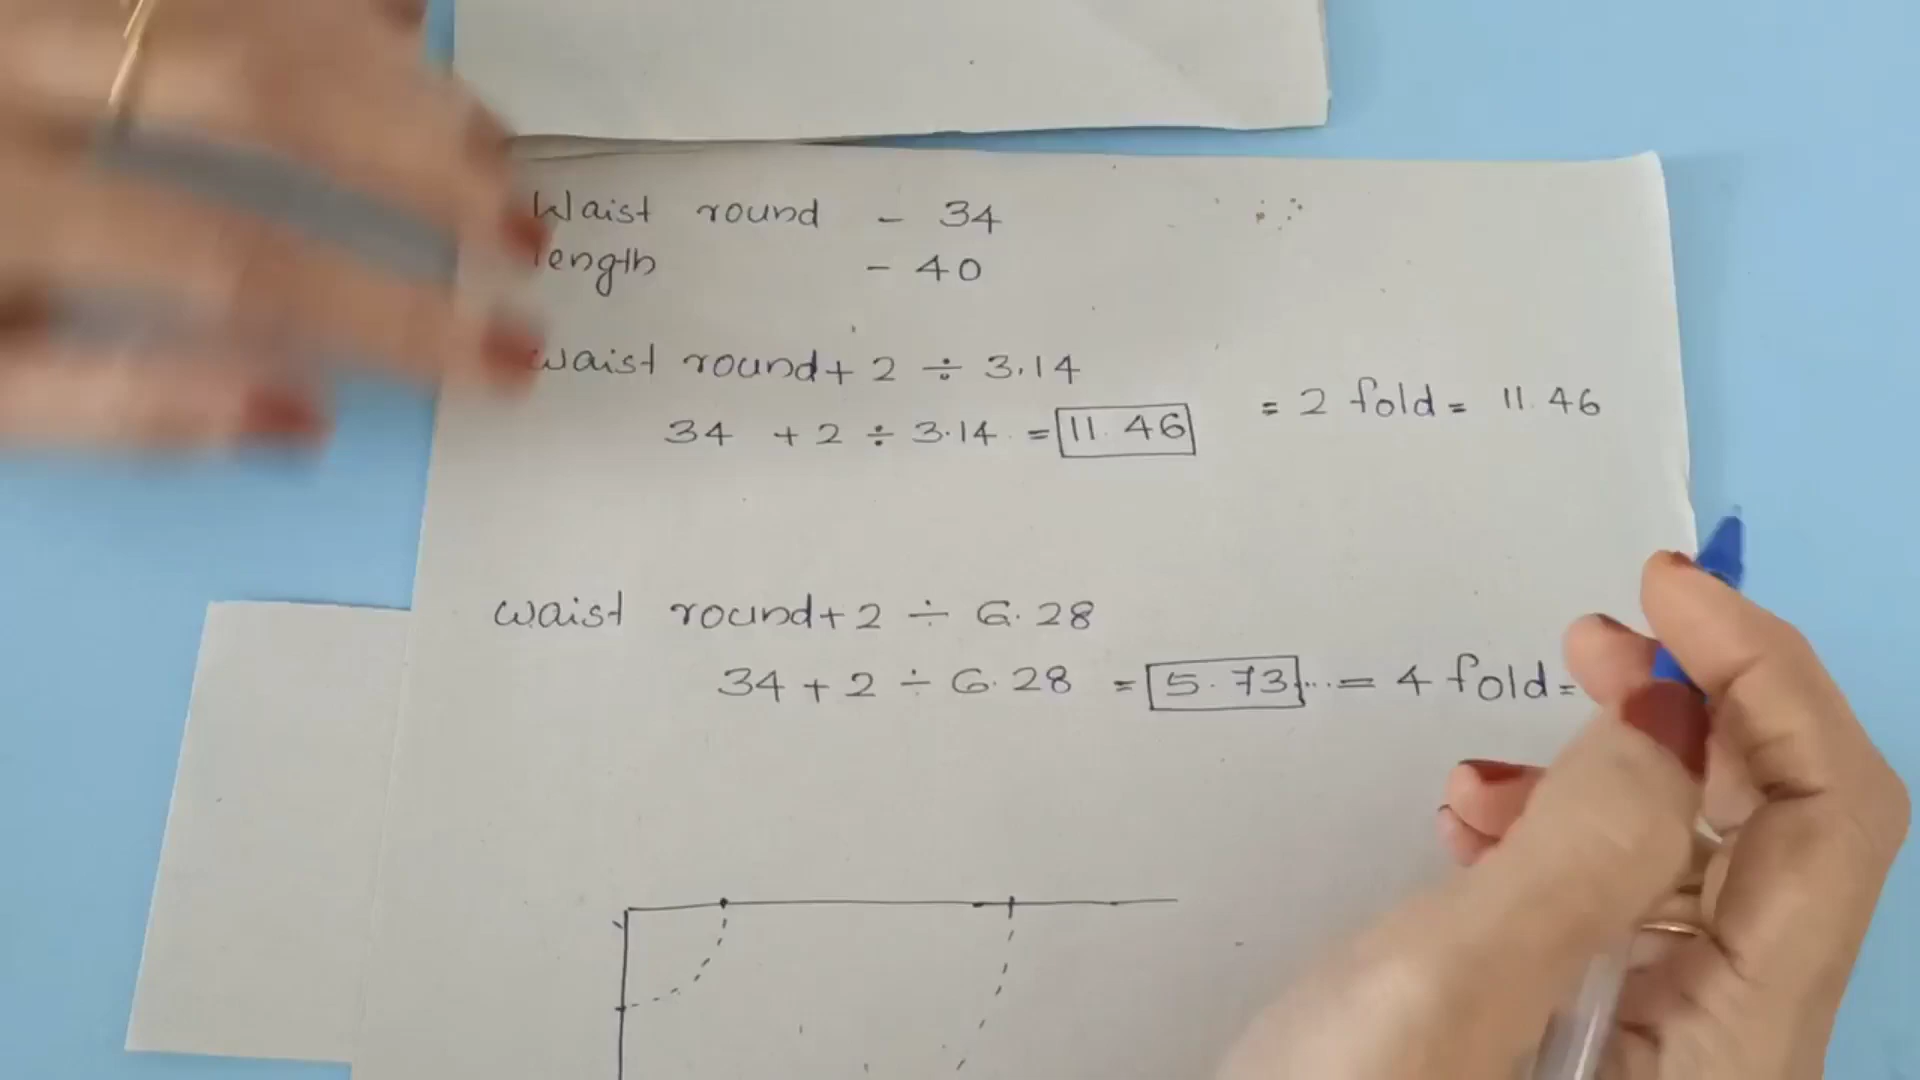 Waist round - 34
length - 40
waist round + 2 ÷ 3.14
34 + 2 ÷ 3.14 = 11.46 = 2 fold = 11.46
waist round + 2 ÷ 6.28
34 + 2 ÷ 6.28 = 5.73... = 4 fold =